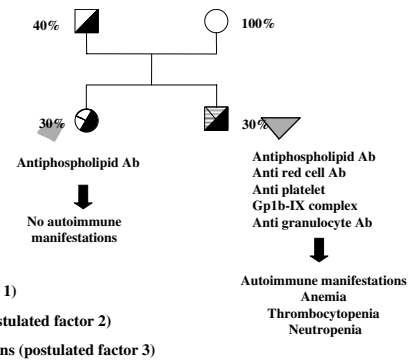 40%
100%
30%
30%
Antiphospholipid Ab
No autoimmune
manifestations
Antiphospholipid Ab
Anti red cell Ab
Anti platelet
Gp1b-IX complex
Anti granulocyte Ab
Autoimmune manifestations
Anemia
Thrombocytopenia
Neutropenia
1)
stulated factor 2)
ns (postulated factor 3)